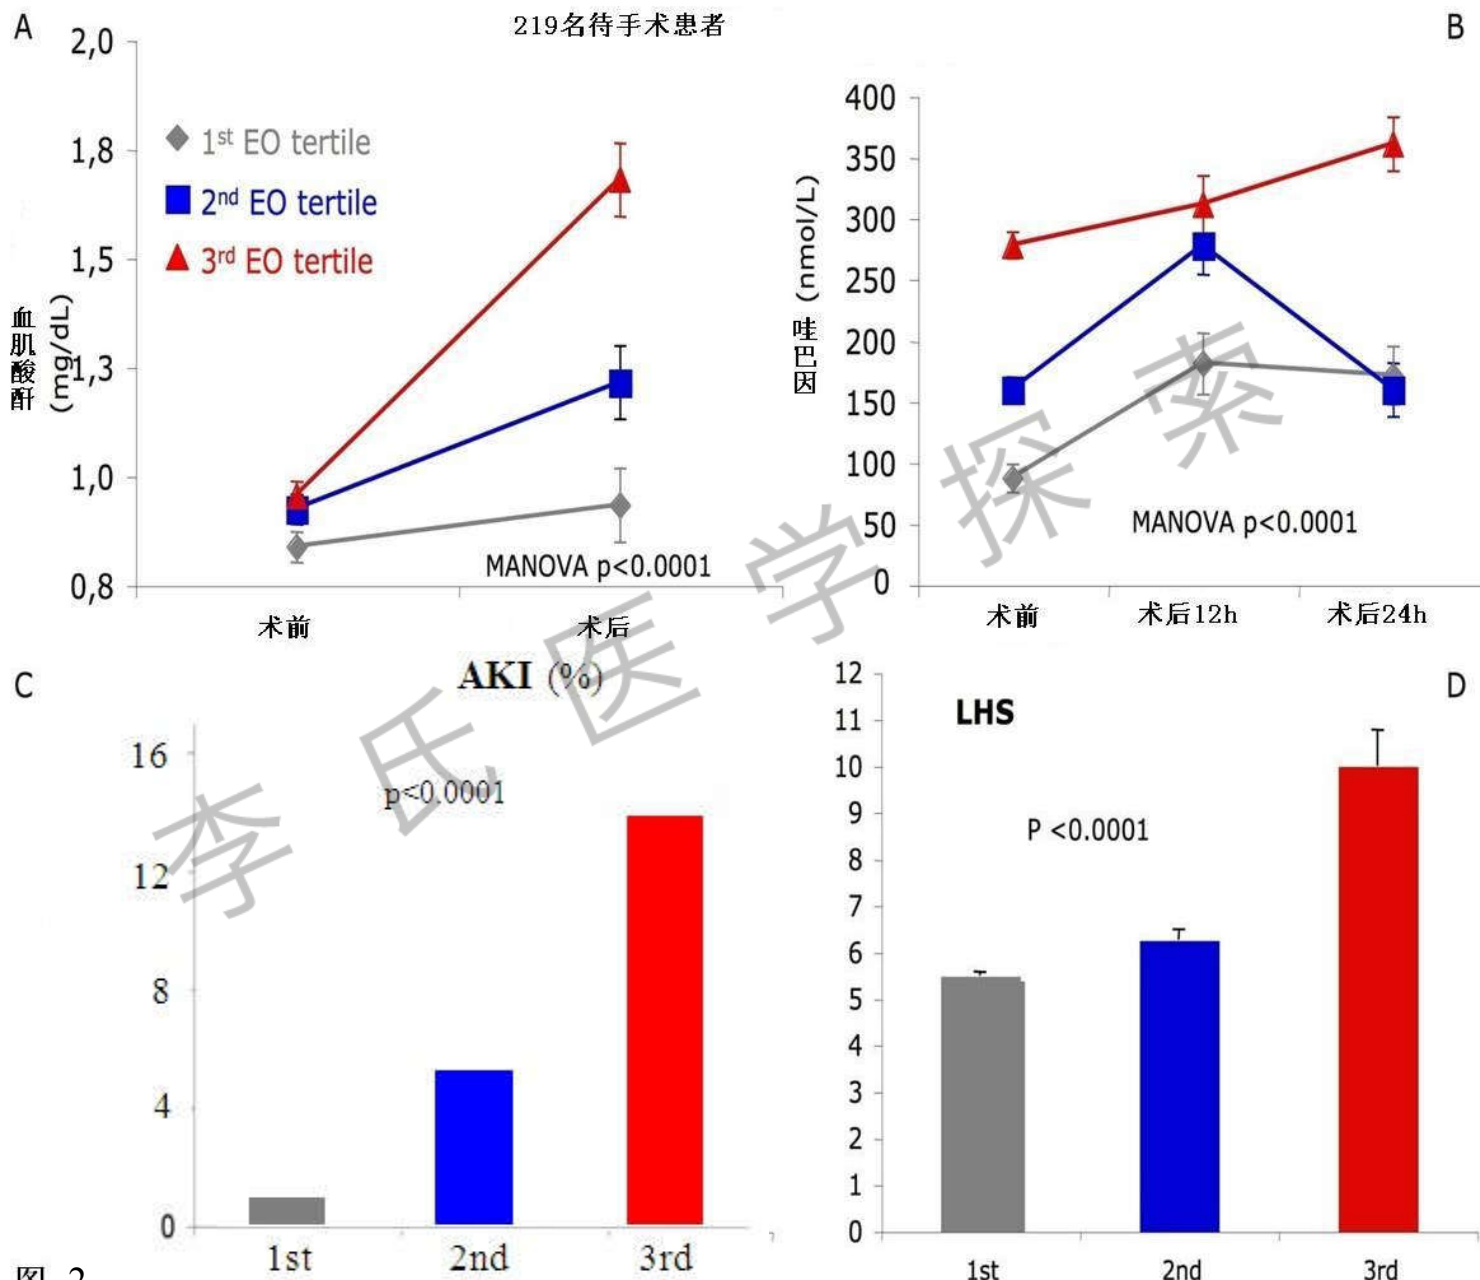 A
219名待手术患者
B
2,0
1,8
1,5
1,3
1,0
0,8
血肌酸酐
(mg/dL)
1st EO tertile
2nd EO tertile
3rd EO tertile
MANOVA p<0.0001
术前 术后
400
350
300
250
200
150
100
50
0
哇巴因 (nmol/L)
MANOVA p<0.0001
术前 术后12h 术后24h
C
AKI (%)
16
12
8
4
0
p<0.0001
1st 2nd 3rd
D
LHS
12
11
10
9
8
7
6
5
4
3
2
1
0
P <0.0001
1st 2nd 3rd
李氏医学探索
图 2